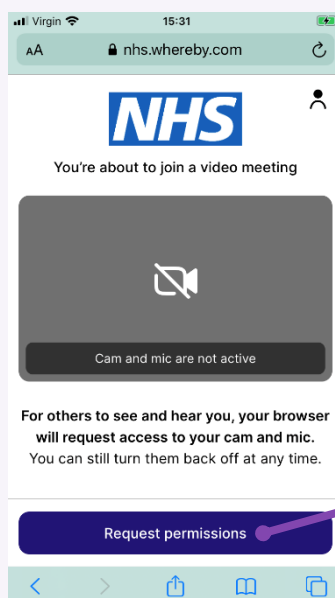 Virgin 15:31
AA nhs.whereby.com
NHS
You're about to join a video meeting
Cam and mic are not active
For others to see and hear you, your browser
will request access to your cam and mic.
You can still turn them back off at any time.
Request permissions